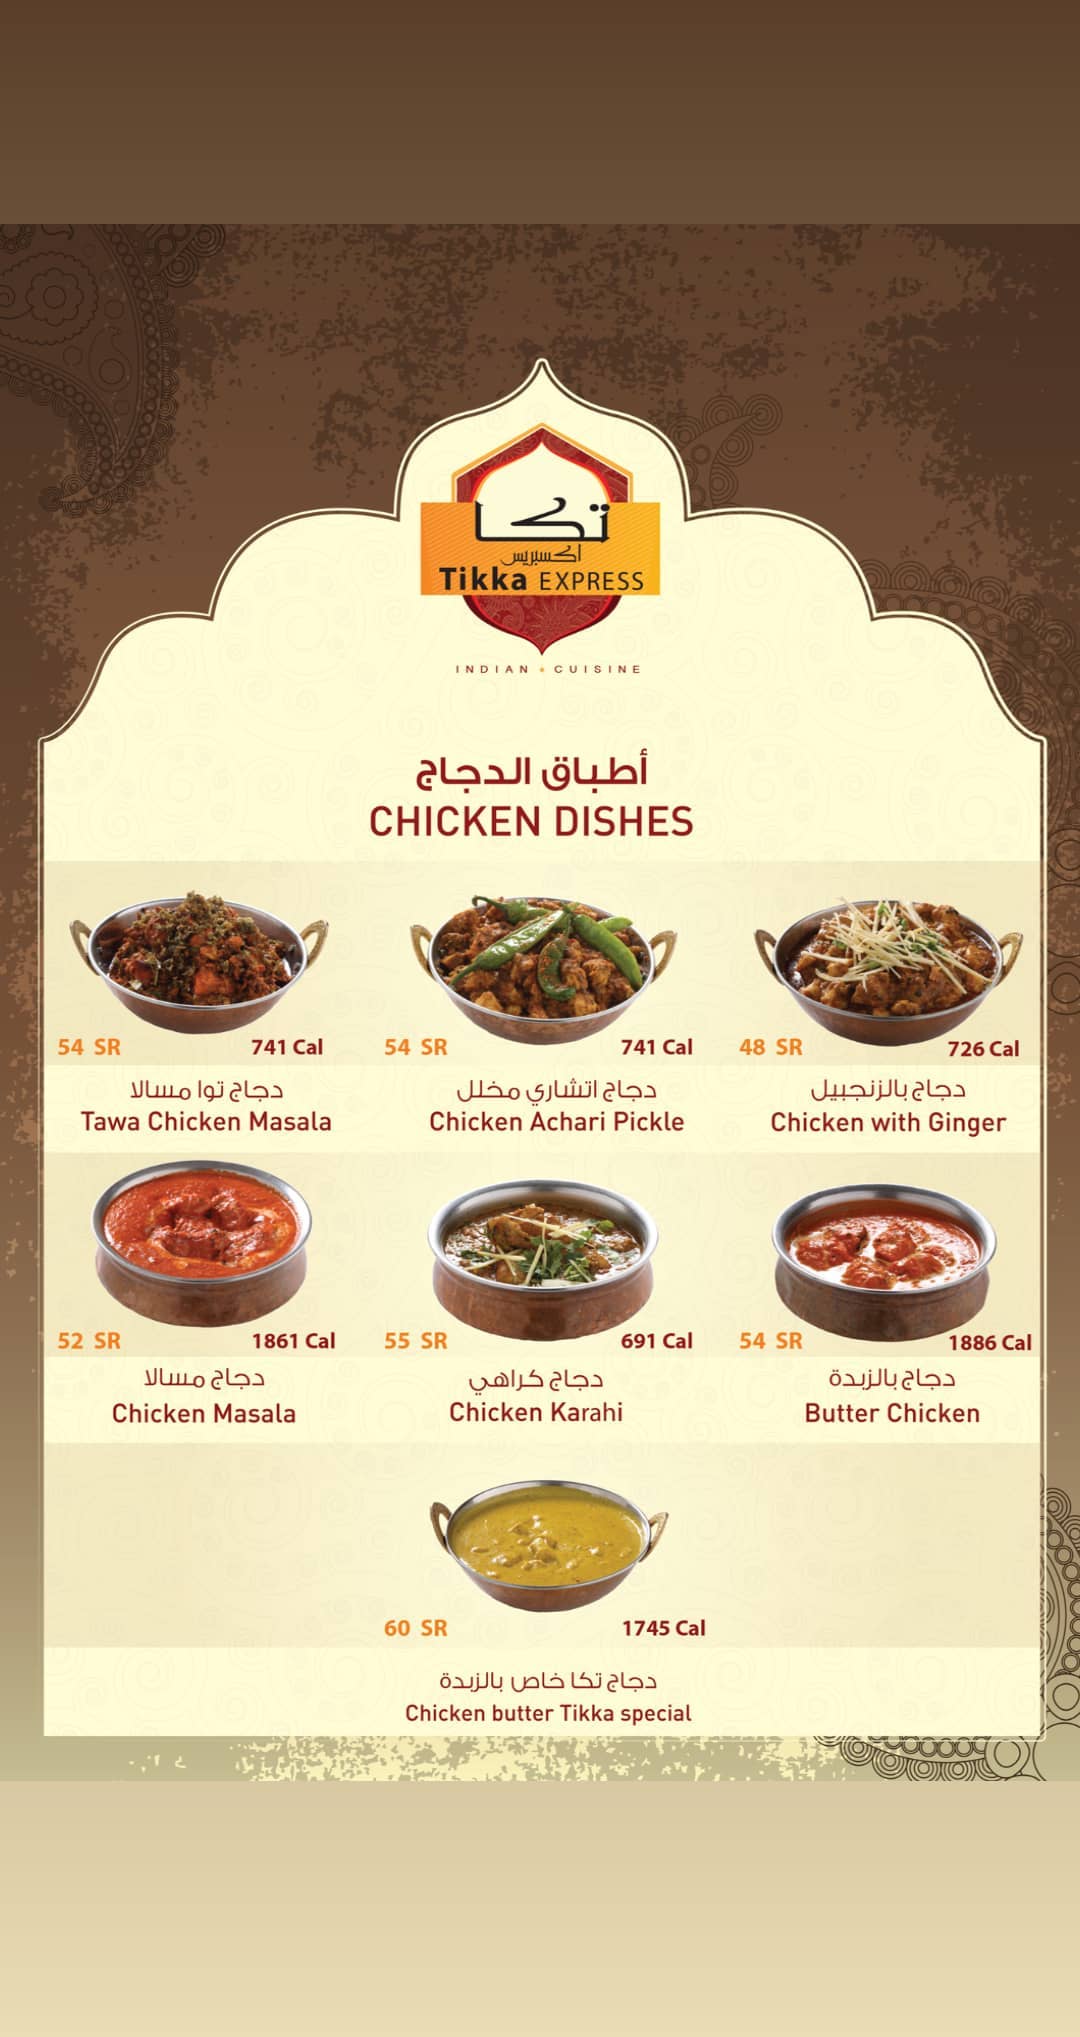 تكا
اكسبريس
Tikka EXPRESS
INDIAN • CUISINE
أطباق الدجاج
CHICKEN DISHES
54 SR 741 Cal
دجاج توا مسالا
Tawa Chicken Masala
54 SR 741 Cal
دجاج اتشاري مخلل
Chicken Achari Pickle
48 SR 726 Cal
دجاج بالزنجبيل
Chicken with Ginger
52 SR 1861 Cal
دجاج مسالا
Chicken Masala
55 SR 691 Cal
دجاج كراهي
Chicken Karahi
54 SR 1886 Cal
دجاج بالزبدة
Butter Chicken
60 SR 1745 Cal
دجاج تكا خاص بالزبدة
Chicken butter Tikka special